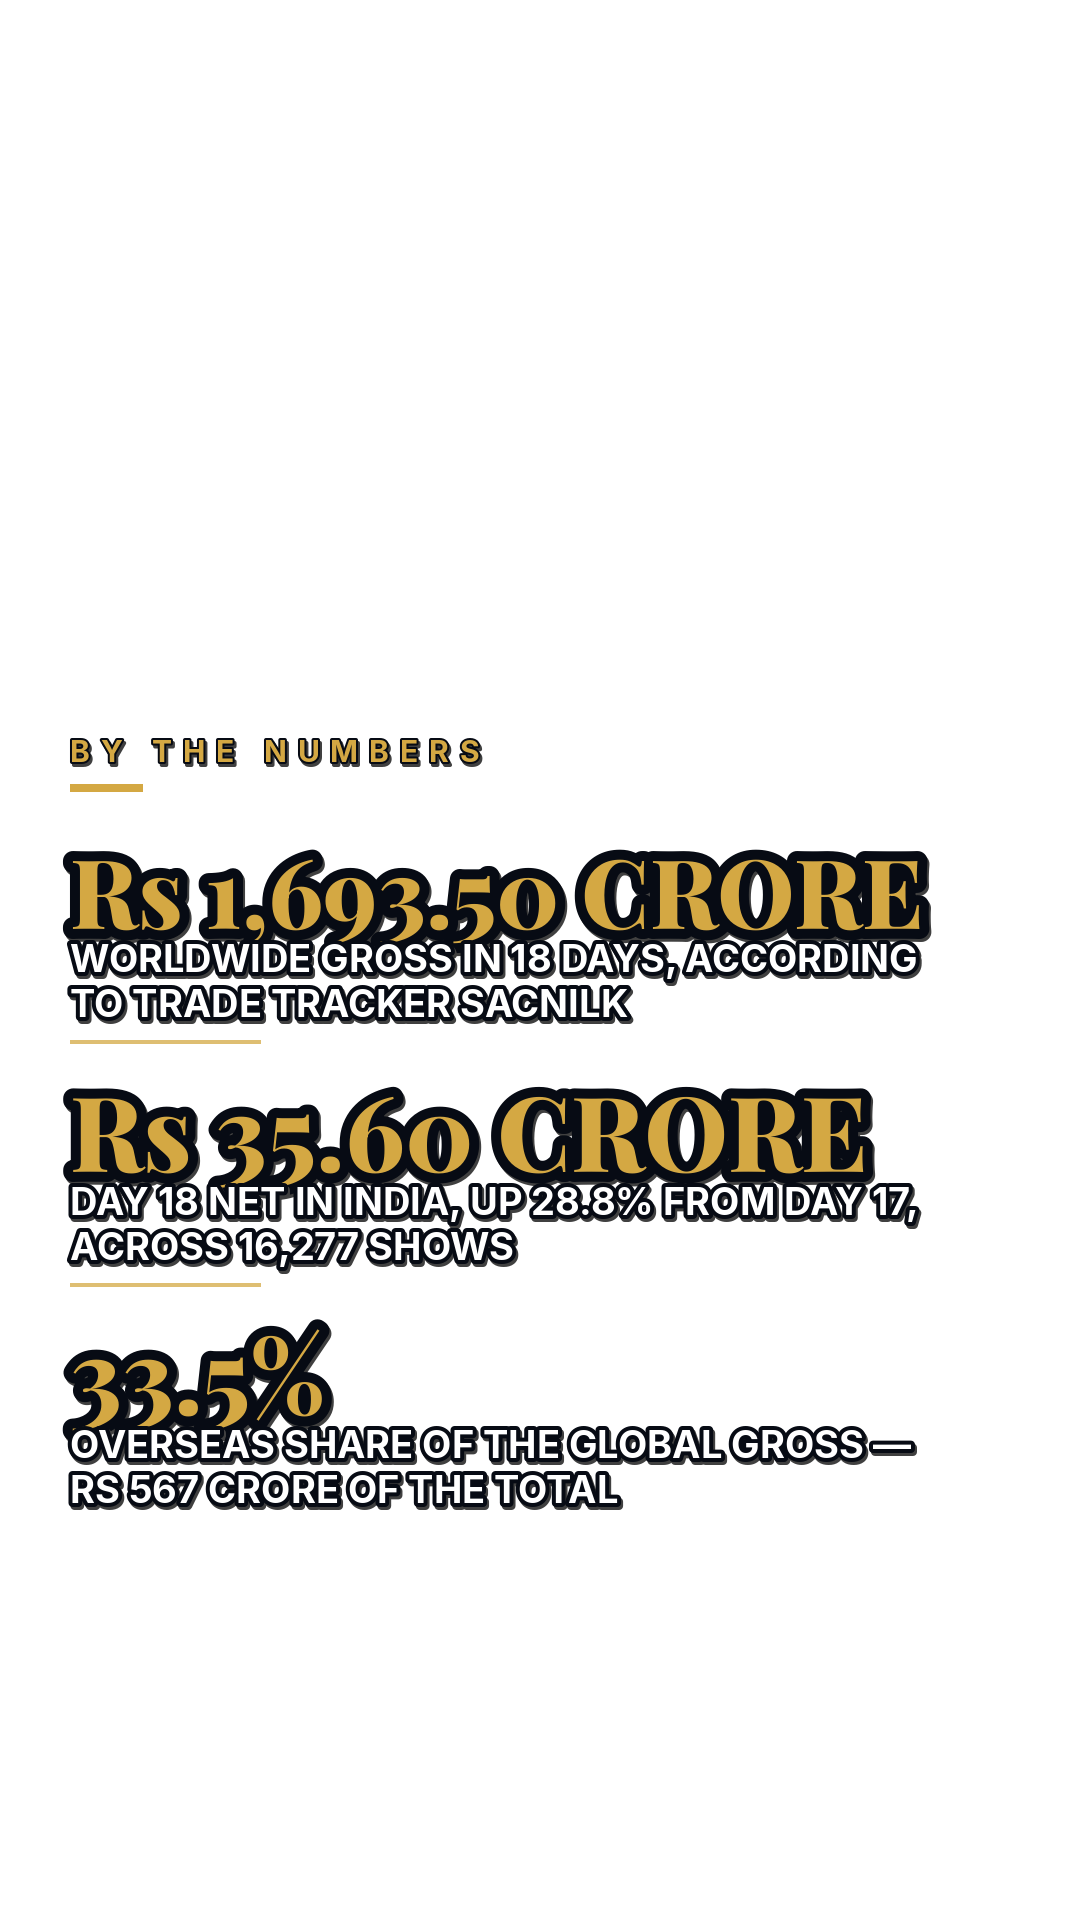 BY THE NUMBERS
Rs 1,693.50 CRORE
WORLDWIDE GROSS IN 18 DAYS, ACCORDING
TO TRADE TRACKER SACNILK
Rs 35.60 CRORE
DAY 18 NET IN INDIA, UP 28.8% FROM DAY 17,
ACROSS 16,277 SHOWS
33.5%
OVERSEAS SHARE OF THE GLOBAL GROSS —
RS 567 CRORE OF THE TOTAL